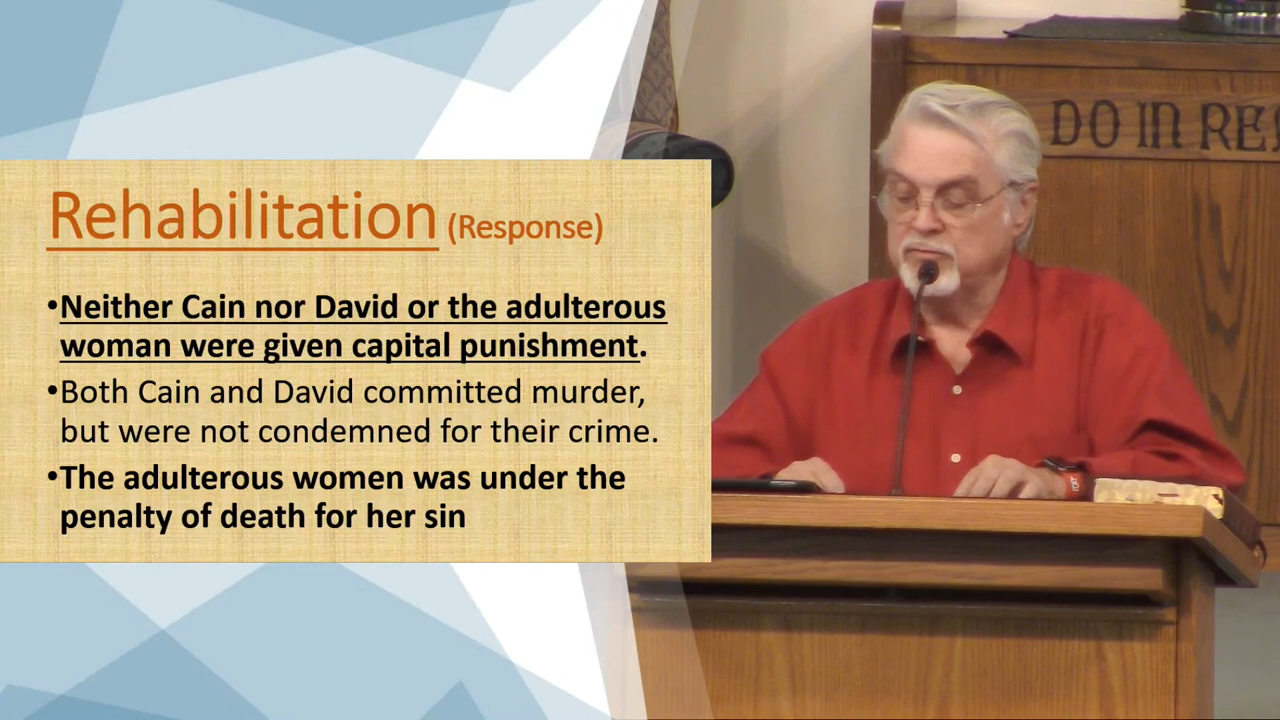 Rehabilitation (Response)
•Neither Cain nor David or the adulterous
woman were given capital punishment.
•Both Cain and David committed murder,
but were not condemned for their crime.
•The adulterous women was under the
penalty of death for her sin
DO IN RE